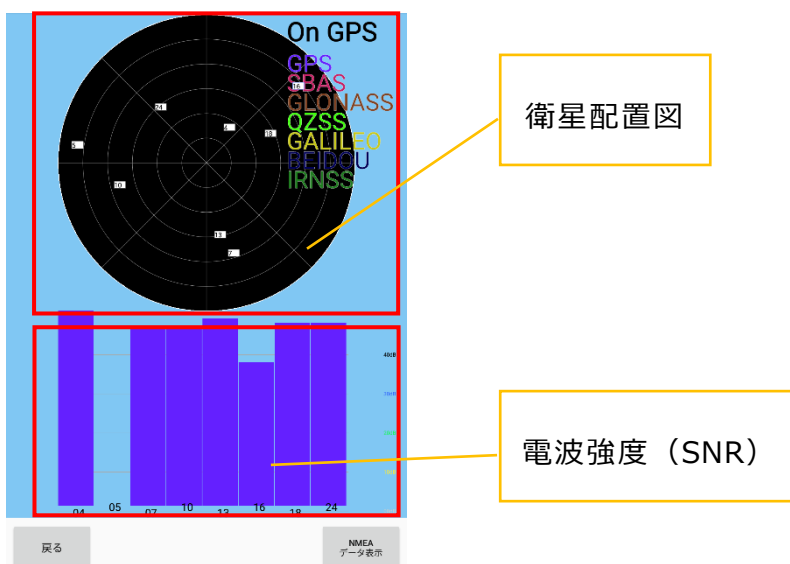 On GPS
GPS
SBAS
GLONASS
QZSS
GALILEO
BEIDOU
IRNSS
16
24
4
18
5
10
13
7
衛星配置図
40dB
電波強度（SNR）
04
05
07
10
13
16
18
24
戻る
NMEA
データ表示